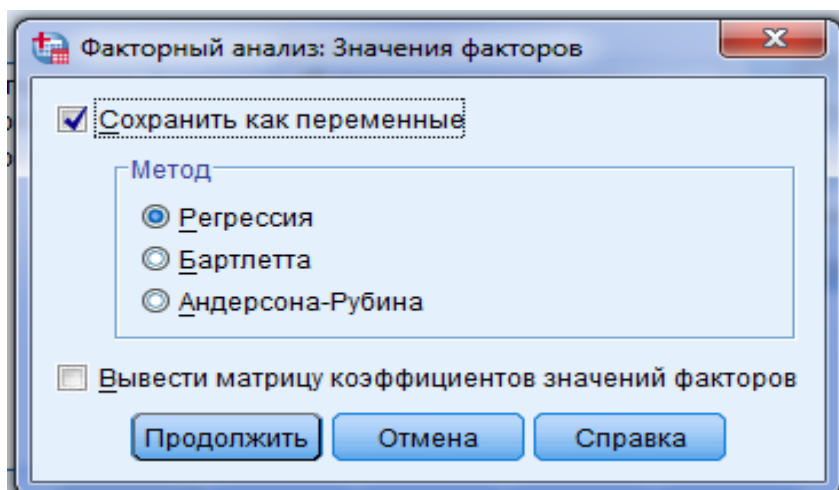 Факторный анализ: Значения факторов
Сохранить как переменные
Метод
Регрессия
Бартлетта
Андерсона-Рубина
Вывести матрицу коэффициентов значений факторов
Продолжить Отмена Справка